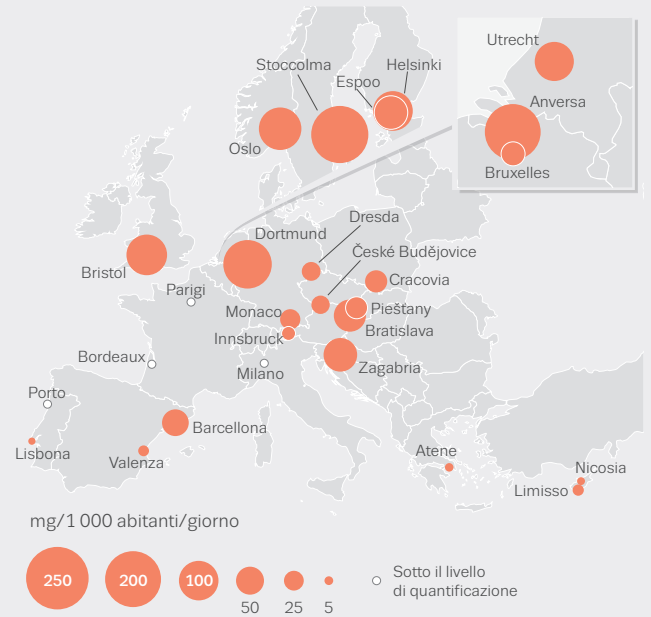 Utrecht
Anversa
Bruxelles
Stoccolma
Helsinki
Espoo
Oslo
Dresda
Dortmund
České Budějovice
Bristol
Cracovia
Parigi
Monaco
Piešťany
Bratislava
Innsbruck
Bordeaux
Milano
Zagabria
Porto
Barcellona
Lisbona
Valenza
Atene
Nicosia
Limisso
mg/1 000 abitanti/giorno
250
200
100
50
25
5
Sotto il livello
di quantificazione